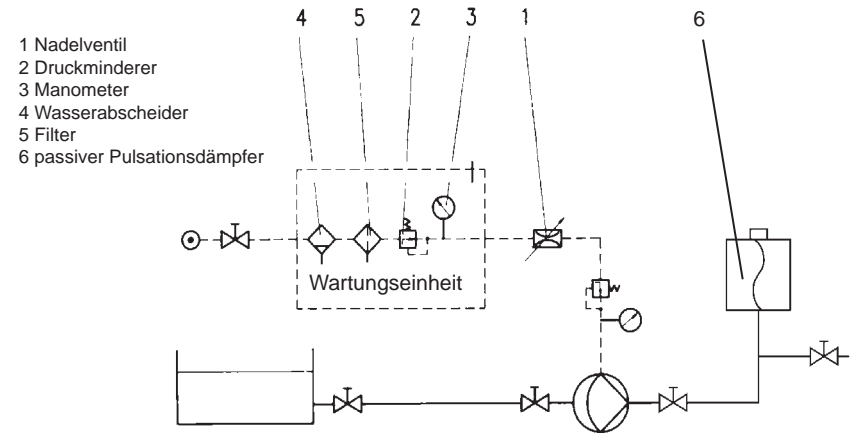 4 5 2 3 1 6
1 Nadelventil
2 Druckminderer
3 Manometer
4 Wasserabscheider
5 Filter
6 passiver Pulsationsdämpfer
Wartungseinheit